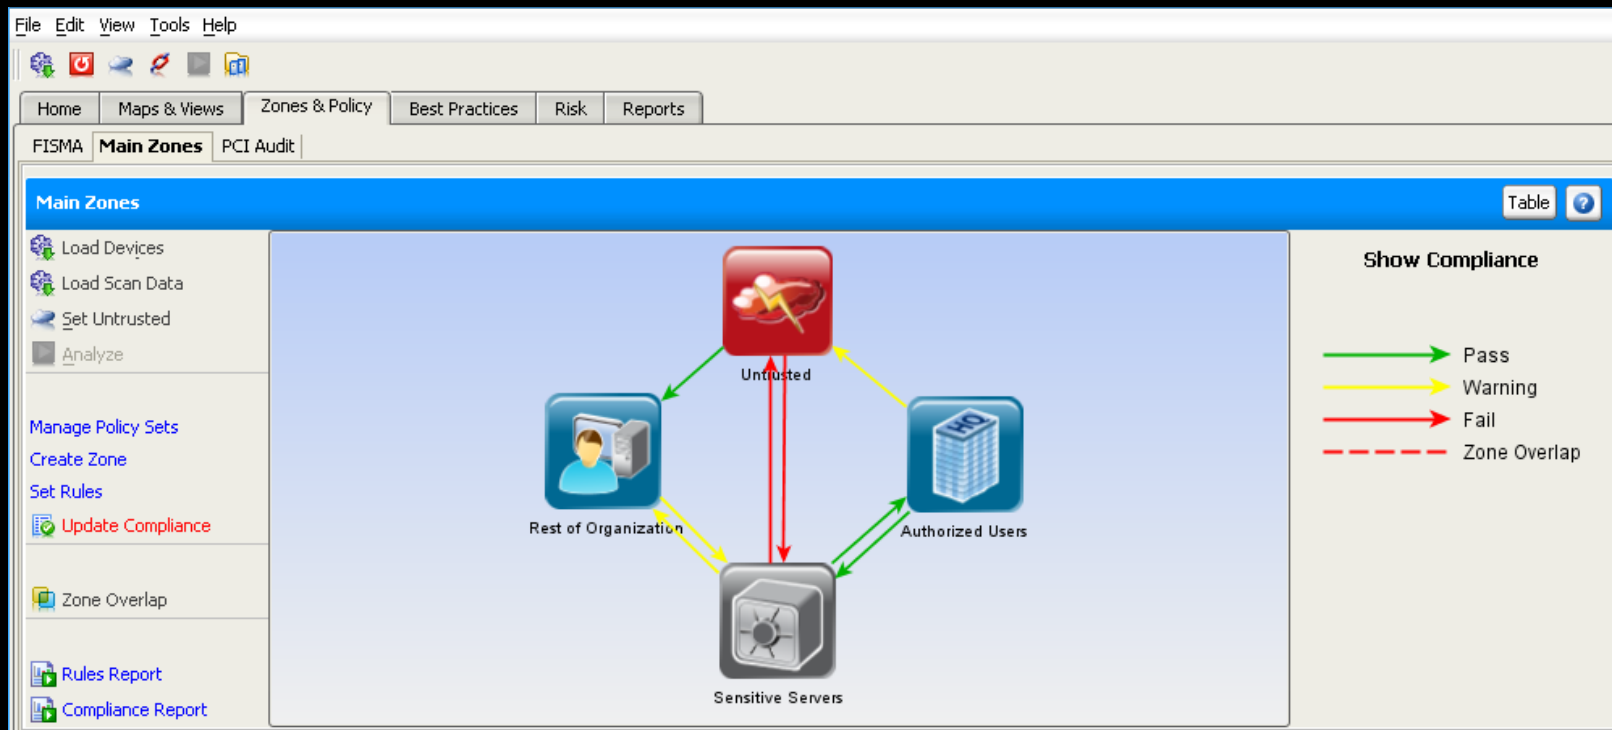 File Edit View Tools Help
Home Maps & Views Zones & Policy Best Practices Risk Reports
FISMA Main Zones PCI Audit
Main Zones Table ?
Load Devices
Load Scan Data
Set Untrusted
Analyze
Manage Policy Sets
Create Zone
Set Rules
Update Compliance
Zone Overlap
Rules Report
Compliance Report
Untrusted
HQ
Rest of Organization
Authorized Users
Sensitive Servers
Show Compliance
Pass
Warning
Fail
Zone Overlap